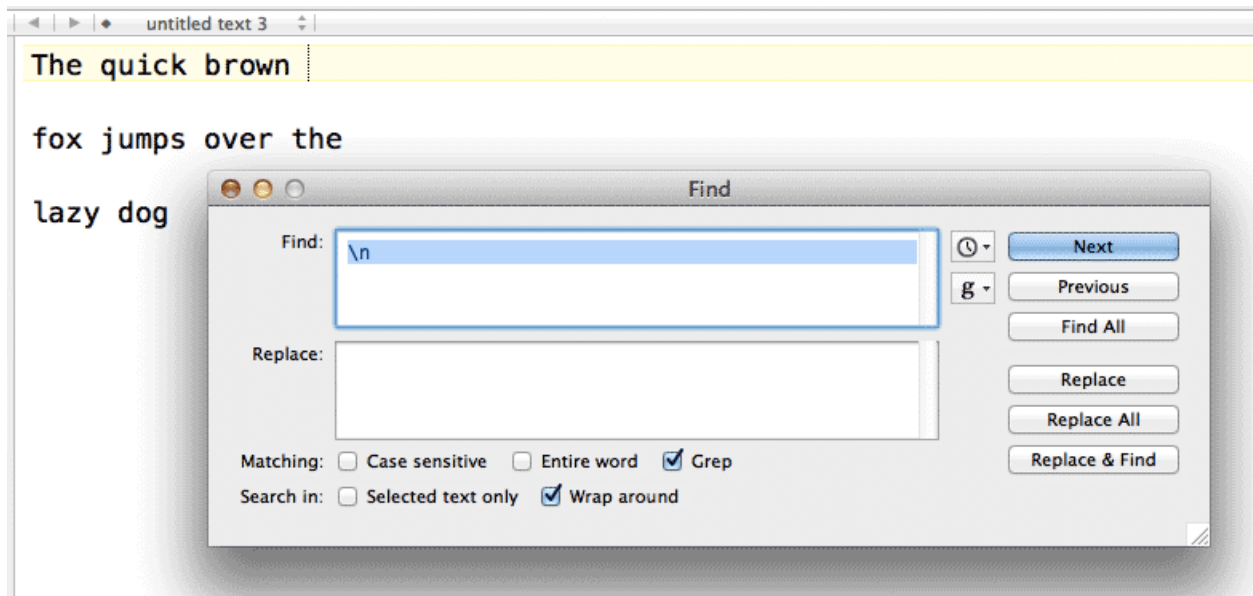 untitled text 3
The quick brown
fox jumps over the
lazy dog
Find
Find:
\n
g
Next
Previous
Find All
Replace:
Replace
Replace All
Replace & Find
Matching: Case sensitive Entire word Grep
Search in: Selected text only Wrap around